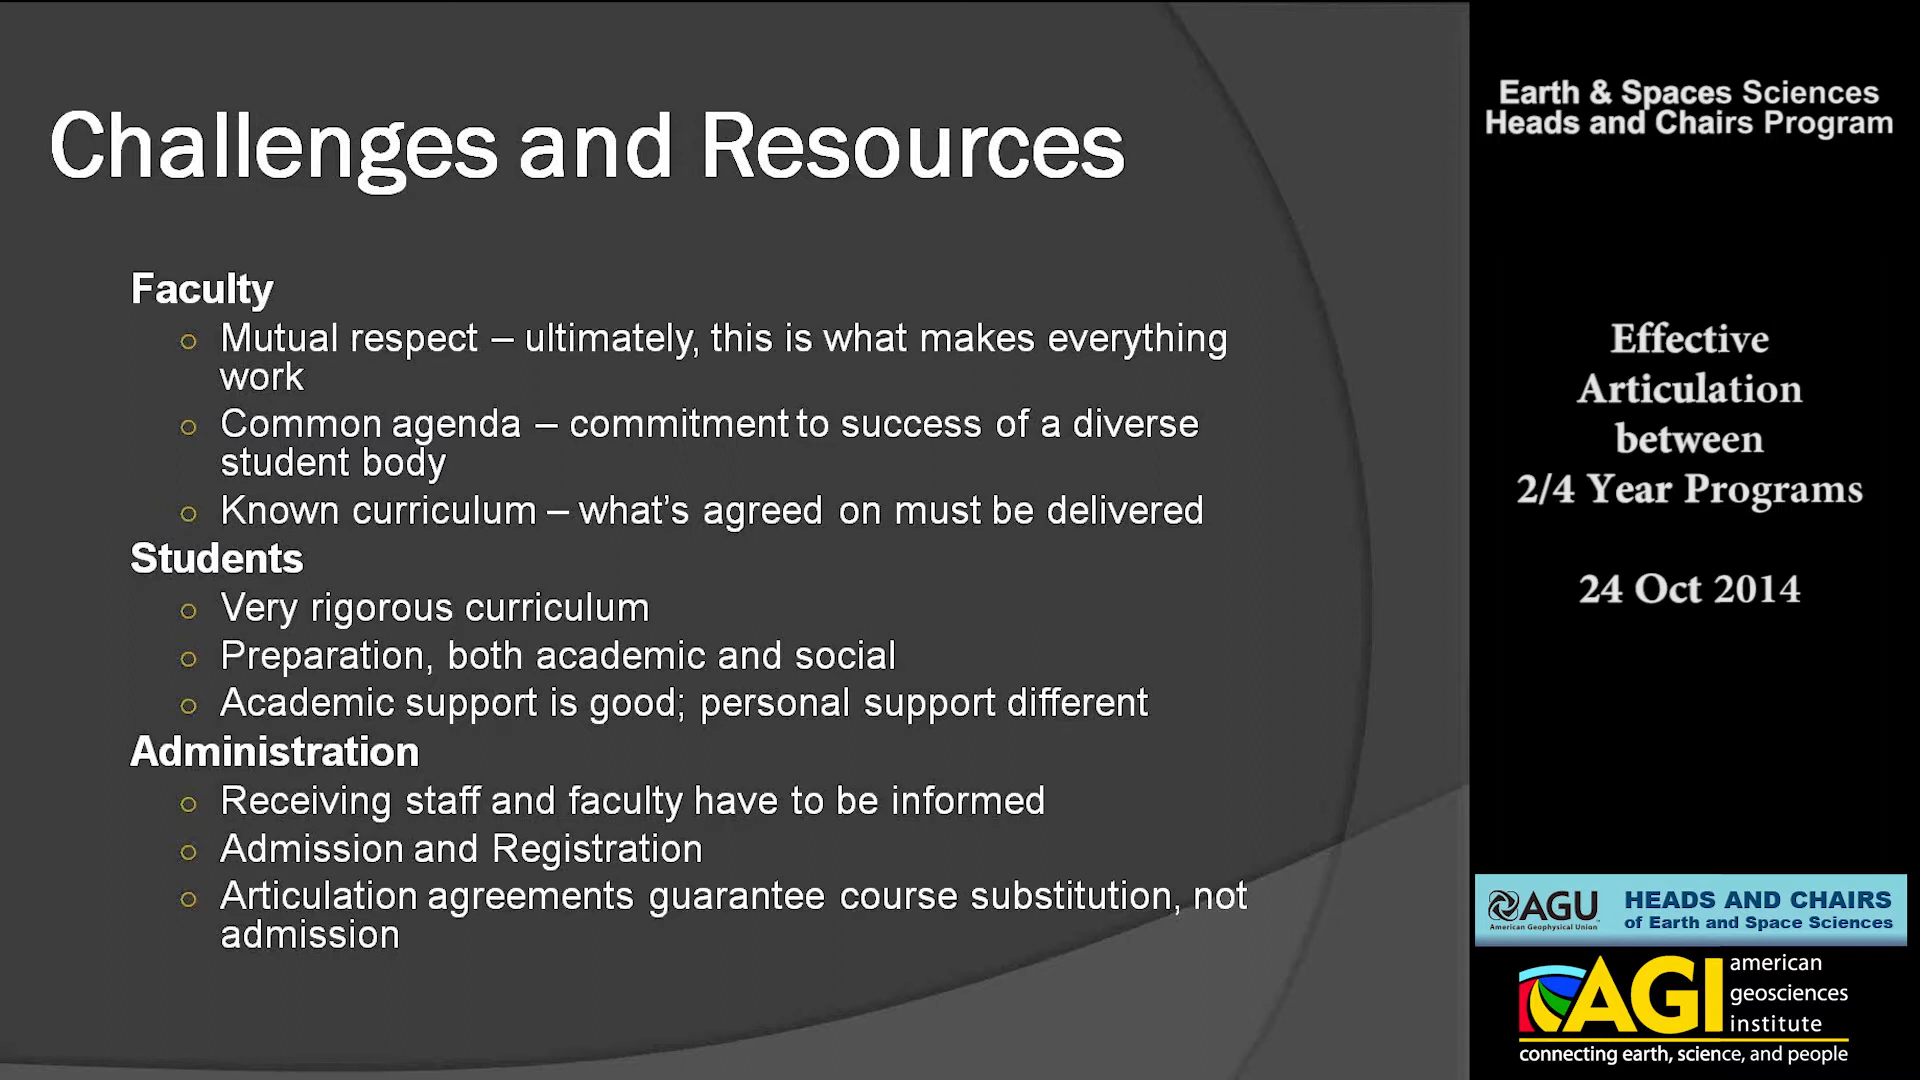 Challenges and Resources
Faculty
○ Mutual respect – ultimately, this is what makes everything
work
○ Common agenda – commitment to success of a diverse
student body
○ Known curriculum – what's agreed on must be delivered
Students
○ Very rigorous curriculum
○ Preparation, both academic and social
○ Academic support is good; personal support different
Administration
○ Receiving staff and faculty have to be informed
○ Admission and Registration
○ Articulation agreements guarantee course substitution, not
admission
Earth & Spaces Sciences
Heads and Chairs Program
Effective
Articulation
between
2/4 Year Programs
24 Oct 2014
AGU
American Geophysical Union
HEADS AND CHAIRS
of Earth and Space Sciences
AGI
american
geosciences
institute
connecting earth, science, and people